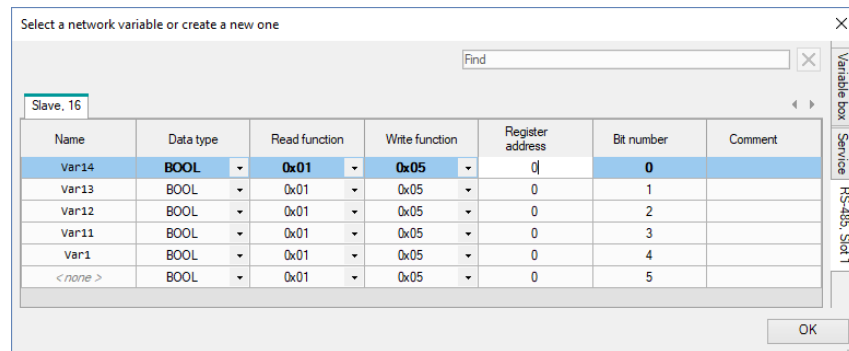 Select a network variable or create a new one
Find
Slave, 16
Name Data type Read function Write function Register address Bit number Comment
Var14 BOOL 0x01 0x05 0 0
Var13 BOOL 0x01 0x05 0 1
Var12 BOOL 0x01 0x05 0 2
Var11 BOOL 0x01 0x05 0 3
Var1 BOOL 0x01 0x05 0 4
<none> BOOL 0x01 0x05 0 5
Variable box
Service
RS-485, Slot 1
OK